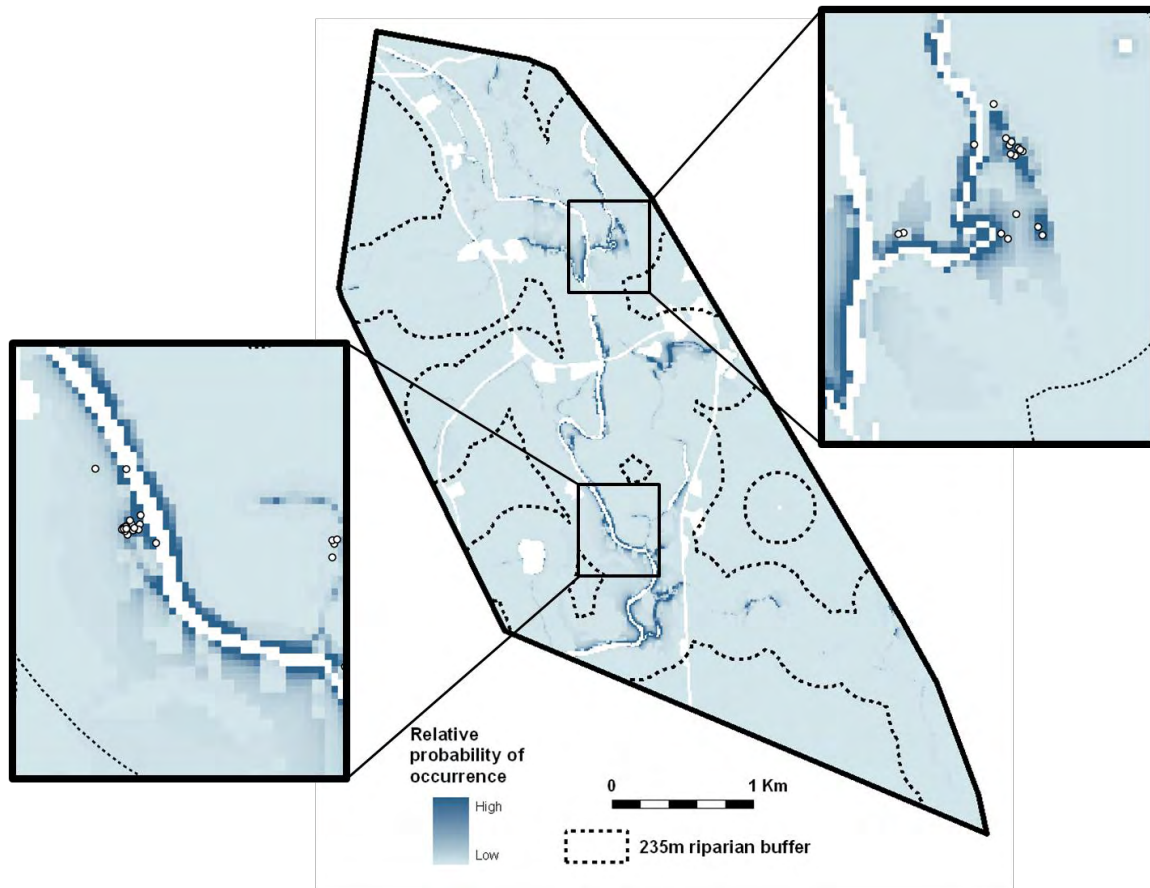 Relative
probability of
occurrence
High
Low
0 1 Km
235m riparian buffer